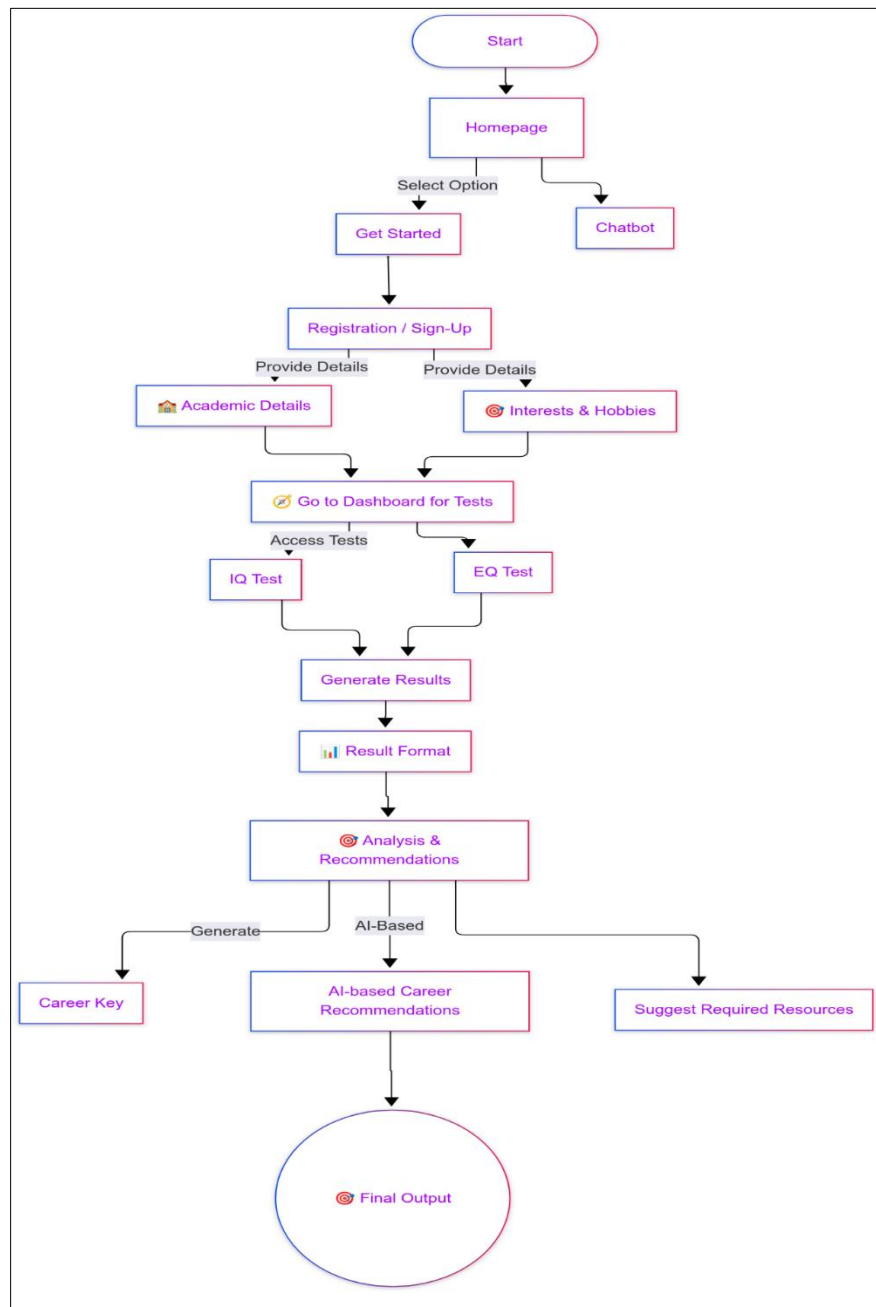 Start
Homepage
Select Option
Get Started
Chatbot
Registration / Sign-Up
Provide Details
Provide Details
🏫 Academic Details
🎯 Interests & Hobbies
🧭 Go to Dashboard for Tests
Access Tests
IQ Test
EQ Test
Generate Results
📊 Result Format
🎯 Analysis &
Recommendations
Generate
AI-Based
Career Key
AI-based Career
Recommendations
Suggest Required Resources
🎯 Final Output